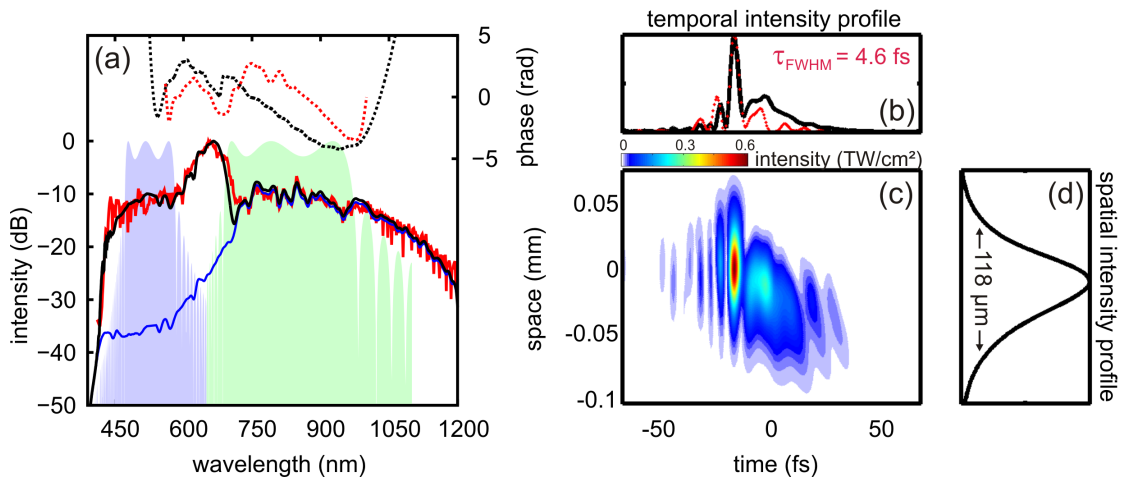 (a)
5
0
−5
phase (rad)
0
−10
−20
−30
−40
−50
intensity (dB)
450
600
750
900
1050
1200
wavelength (nm)
temporal intensity profile
τFWHM = 4.6 fs
(b)
0
0.3
0.6
intensity (TW/cm²)
(c)
0.05
0
-0.05
-0.1
space (mm)
-50
0
50
time (fs)
(d)
118 μm
spatial intensity profile